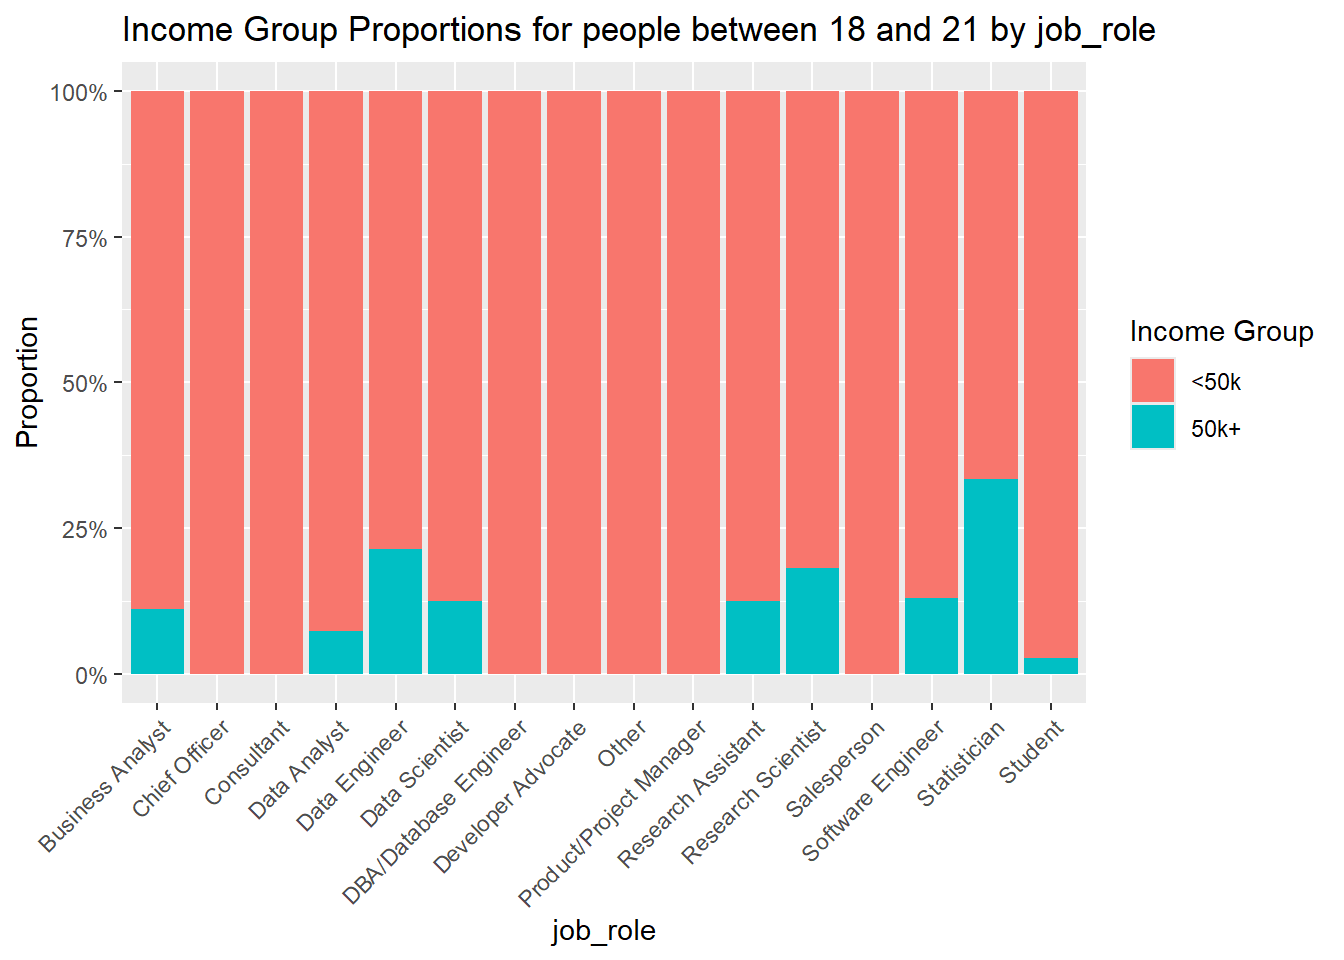 Income Group Proportions for people between 18 and 21 by job_role
100%
75%
50%
25%
0%
Proportion
Business Analyst
Chief Officer
Consultant
Data Analyst
Data Engineer
Data Scientist
DBA/Database Engineer
Developer Advocate
Other
Product/Project Manager
Research Assistant
Research Scientist
Salesperson
Software Engineer
Statistician
Student
job_role
Income Group
<50k
50k+